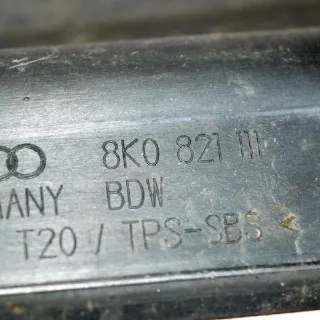 8K0 821 111
MANY BDW
T20 / TPS-SBS